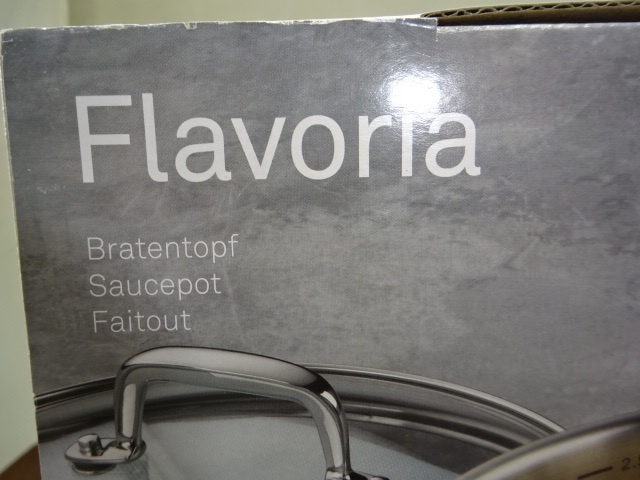 Flavoria
Bratentopf
Saucepot
Faitout